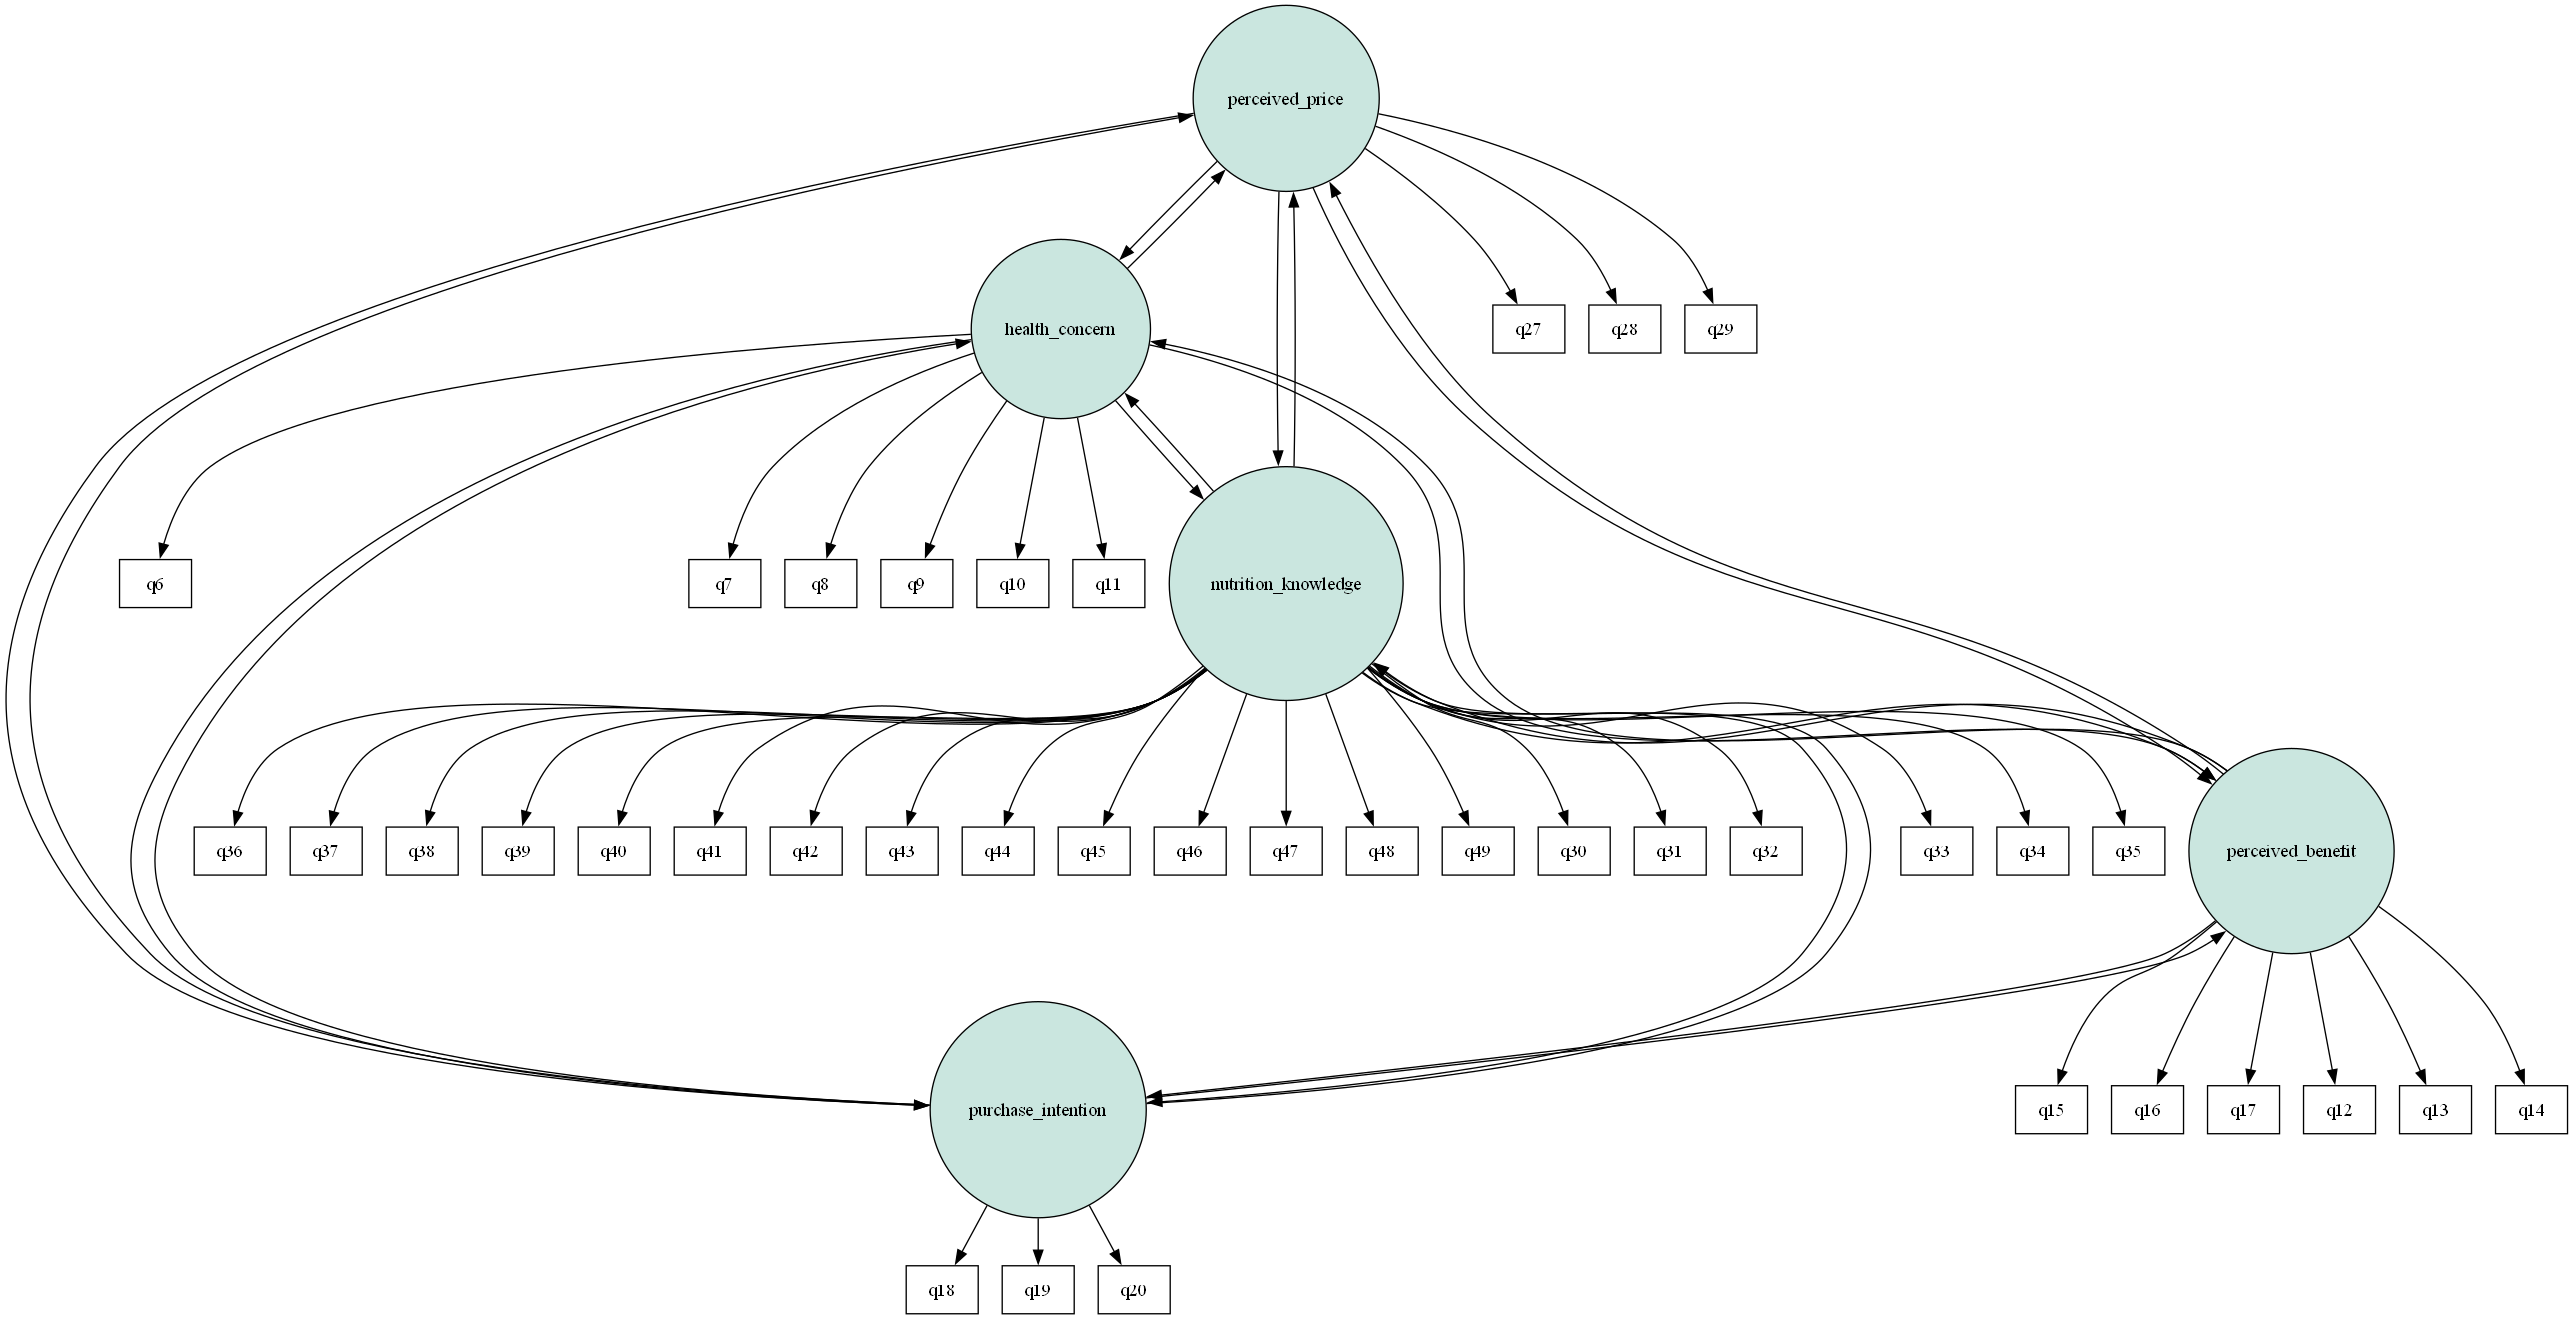 perceived_price
health_concern
q27
q28
q29
q6
q7
q8
q9
q10
q11
nutrition_knowledge
q36
q37
q38
q39
q40
q41
q42
q43
q44
q45
q46
q47
q48
q49
q30
q31
q32
q33
q34
q35
perceived_benefit
purchase_intention
q15
q16
q17
q12
q13
q14
q18
q19
q20